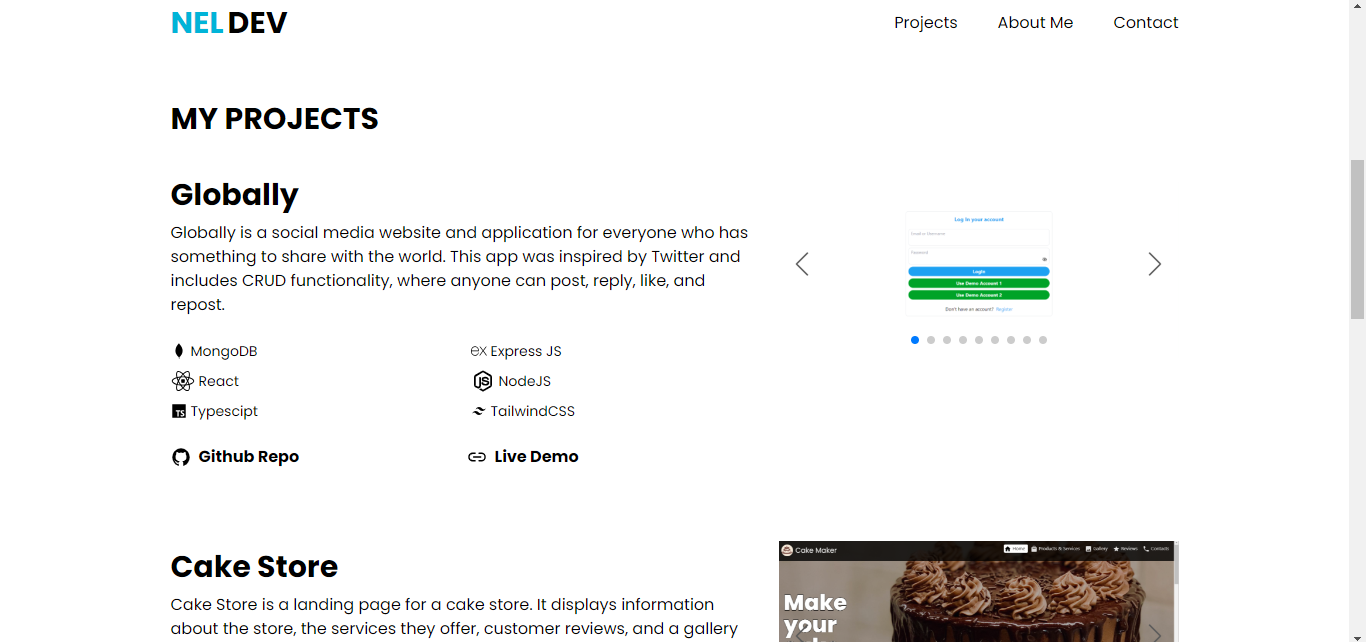 NEL DEV
Projects
About Me
Contact
MY PROJECTS
Globally
Globally is a social media website and application for everyone who has
something to share with the world. This app was inspired by Twitter and
includes CRUD functionality, where anyone can post, reply, like, and
repost.
MongoDB
ex Express JS
React
JS NodeJS
TS Typescipt
TailwindCSS
Github Repo
Live Demo
Log in your account
Email or Username
Password
Login
Use Demo Account 1
Use Demo Account 2
Don't have an account? Register
Cake Store
Cake Store is a landing page for a cake store. It displays information
about the store, the services they offer, customer reviews, and a gallery
Cake Maker
Home
Products & Services
Gallery
Reviews
Contacts
Make
your